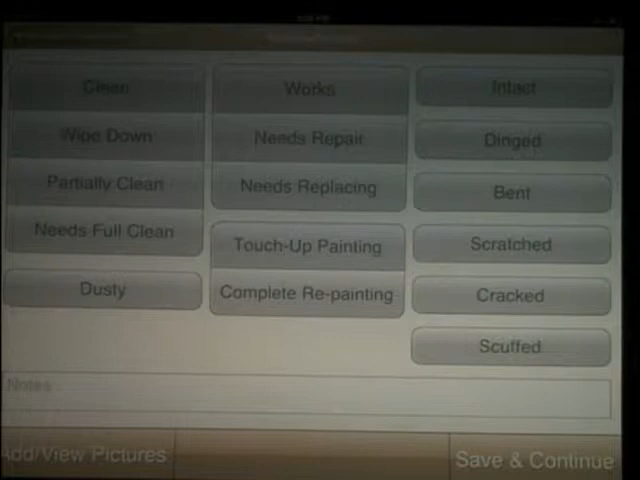 Clean
Wipe Down
Partially Clean
Needs Full Clean
Dusty
Works
Needs Repair
Needs Replacing
Touch-Up Painting
Complete Re-painting
Intact
Dinged
Bent
Scratched
Cracked
Scuffed
Notes
Add/View Pictures
Save & Continue